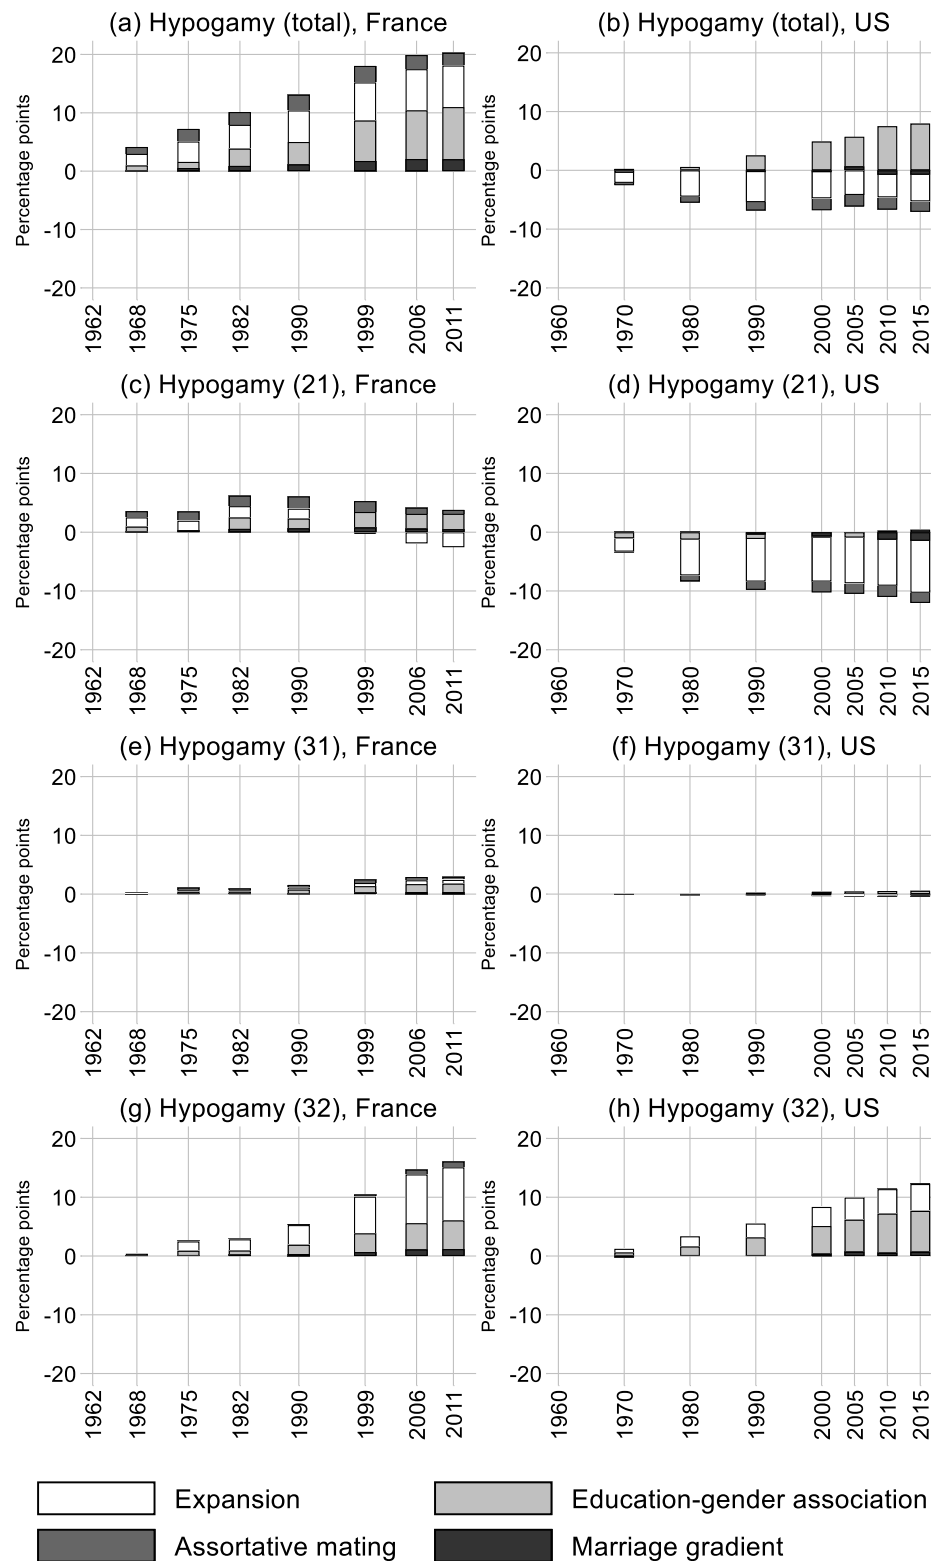 (a) Hypogamy (total), France
Percentage points
20
10
0
-10
-20
1962 1968 1975 1982 1990 1999 2006 2011
(b) Hypogamy (total), US
Percentage points
20
10
0
-10
-20
1960 1970 1980 1990 2000 2005 2010 2015
(c) Hypogamy (21), France
Percentage points
20
10
0
-10
-20
1962 1968 1975 1982 1990 1999 2006 2011
(d) Hypogamy (21), US
Percentage points
20
10
0
-10
-20
1960 1970 1980 1990 2000 2005 2010 2015
(e) Hypogamy (31), France
Percentage points
20
10
0
-10
-20
1962 1968 1975 1982 1990 1999 2006 2011
(f) Hypogamy (31), US
Percentage points
20
10
0
-10
-20
1960 1970 1980 1990 2000 2005 2010 2015
(g) Hypogamy (32), France
Percentage points
20
10
0
-10
-20
1962 1968 1975 1982 1990 1999 2006 2011
(h) Hypogamy (32), US
Percentage points
20
10
0
-10
-20
1960 1970 1980 1990 2000 2005 2010 2015
Expansion
Education-gender association
Assortative mating
Marriage gradient